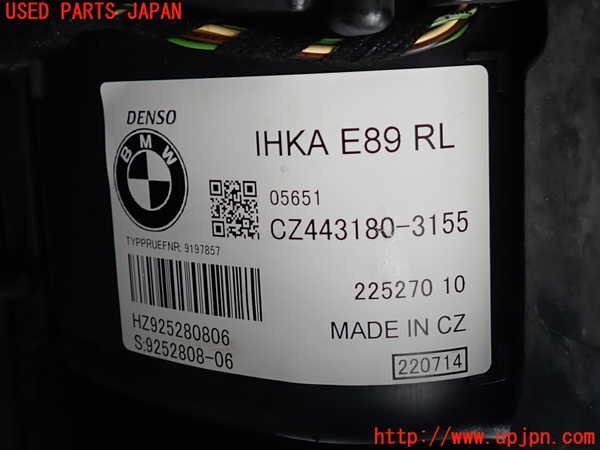 USED PARTS JAPAN
DENSO
BMW
IHKA E89 RL
05651
CZ443180-3155
TYPPRUEFNR: 9197857
225270 10
HZ925280806
S:9252808-06
MADE IN CZ
220714
http://www.upjpn.com/